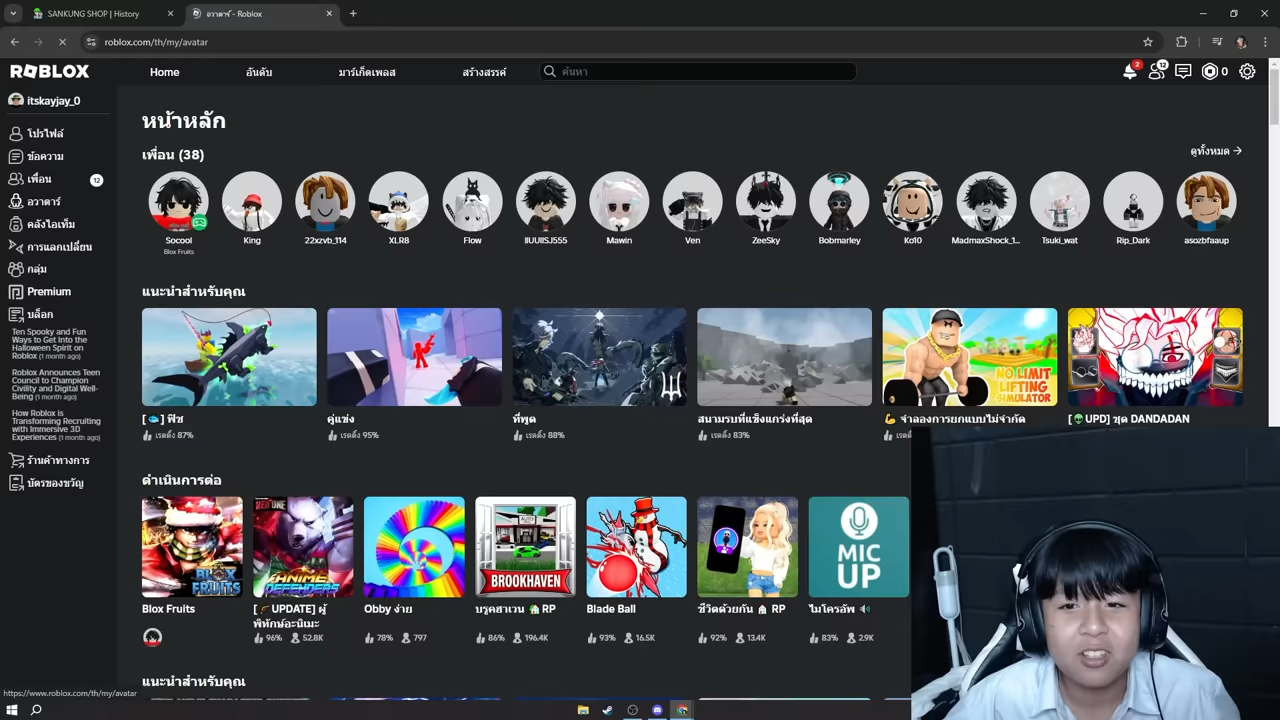 SANKUNG SHOP | History
อวาตาร์ - Roblox
roblox.com/th/my/avatar
ROBLOX
Home
อันดับ
มาร์เก็ตเพลส
สร้างสรรค์
ค้นหา
2
12
0
itskayjay_0
โปรไฟล์
ข้อความ
เพื่อน
12
อวาตาร์
คลังไอเท็ม
การแลกเปลี่ยน
กลุ่ม
Premium
บล็อก
Ten Spooky and Fun
Ways to Get Into the
Halloween Spirit on
Roblox (1 month ago)
Roblox Announces Teen
Council to Champion
Civility and Digital Well-
Being (1 month ago)
How Roblox is
Transforming Recruiting
with Immersive 3D
Experiences (1 month ago)
ร้านค้าทางการ
บัตรของขวัญ
หน้าหลัก
เพื่อน (38)
ดูทั้งหมด
Socool
Blox Fruits
King
22xzvb_114
XLR8
Flow
IIUUIISJ555
Mawin
Ven
ZeeSky
Bobmarley
Ko10
MadmaxShock_1...
Tsuki_wat
Rip_Dark
asozbfaaup
แนะนำสำหรับคุณ
NO LIMIT
LIFTING
SIMULATOR
[🐟] ฟิช
เรตติ้ง 87%
คู่แข่ง
เรตติ้ง 95%
ที่พูด
เรตติ้ง 88%
สนามรบที่แข็งแกร่งที่สุด
เรตติ้ง 83%
💪 จำลองการยกแบบไม่จำกัด
[👽UPD] ชุด DANDADAN
ดำเนินการต่อ
BLOX
FRUITS
RED ONE
ANIME
DEFENDERS
BROOKHAVEN
MIC
UP
Blox Fruits
[🥖UPDATE] ผู้
พิทักษ์อะนิเมะ
96% 52.8K
Obby ง่าย
78% 797
บรูคฮาเวน 🏡RP
86% 196.4K
Blade Ball
93% 16.5K
ชีวิตด้วยกัน 🏠 RP
92% 13.4K
ไมโครอัพ 🔊
83% 2.9K
แนะนำสำหรับคุณ
https://www.roblox.com/th/my/avatar